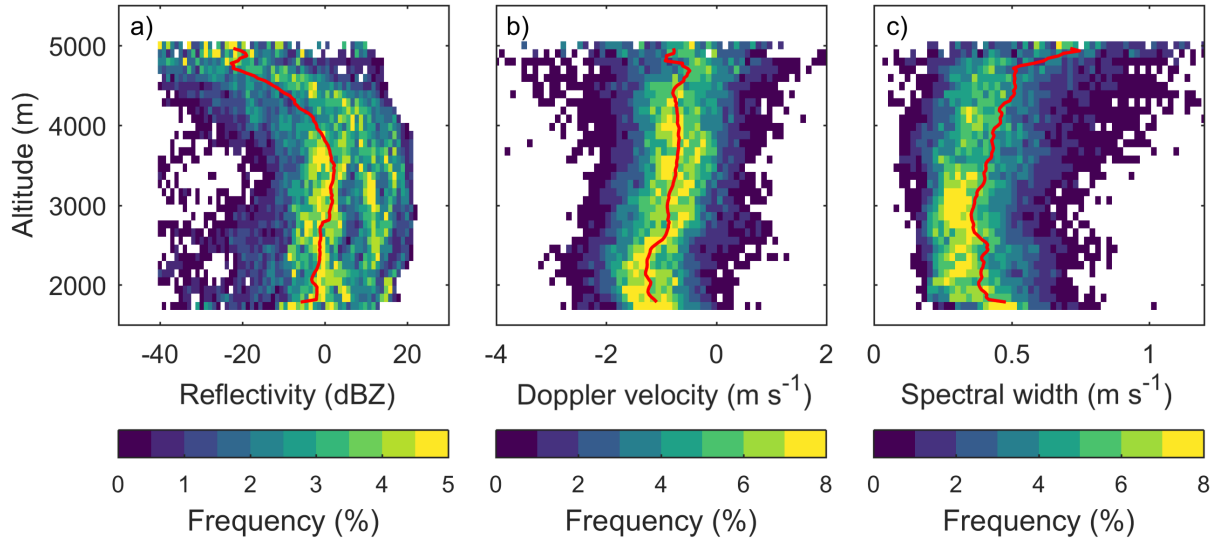 a)
b)
c)
Altitude (m)
5000
4000
3000
2000
-40 -20 0 20
-4 -2 0 2
0 0.5 1
Reflectivity (dBZ)
Doppler velocity (m s⁻¹)
Spectral width (m s⁻¹)
0 1 2 3 4 5
0 2 4 6 8
0 2 4 6 8
Frequency (%)
Frequency (%)
Frequency (%)